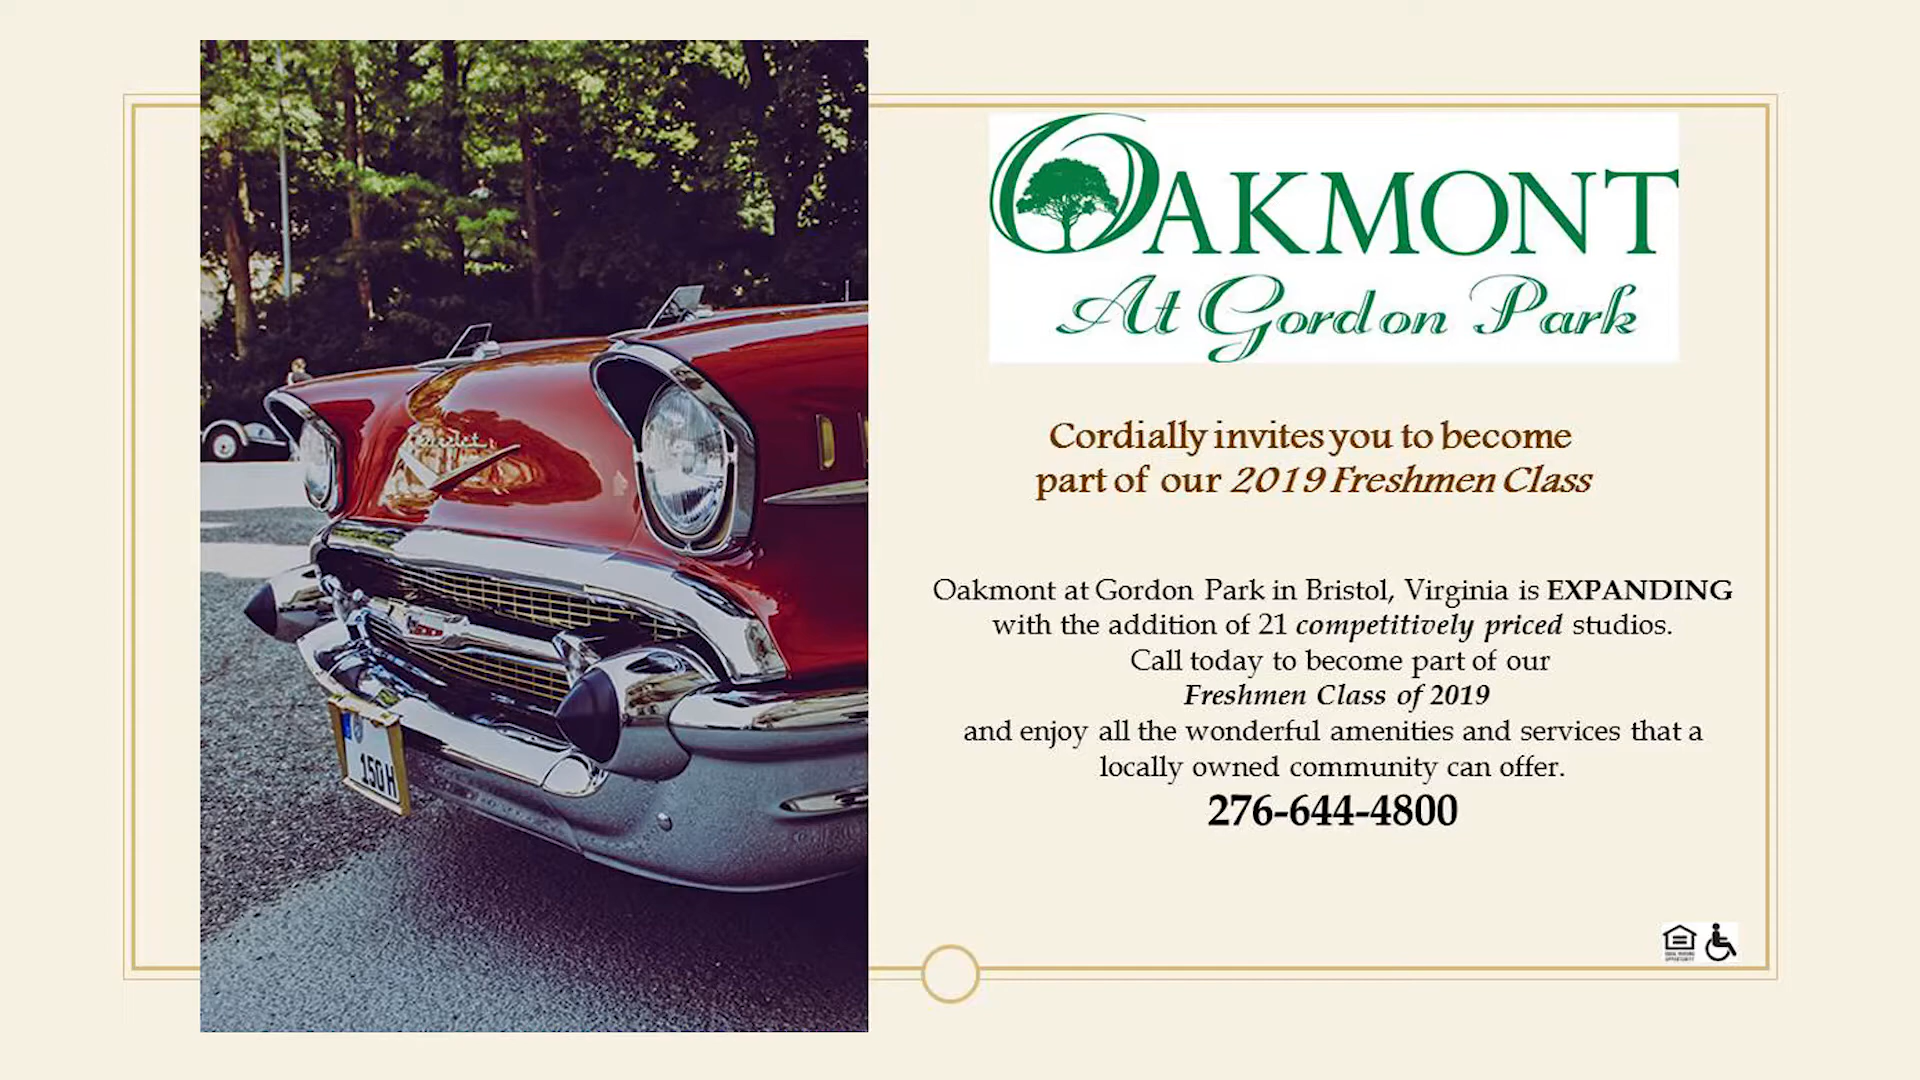 OAKMONT
At Gordon Park
Cordially invites you to become
part of our 2019 Freshmen Class
Oakmont at Gordon Park in Bristol, Virginia is EXPANDING
with the addition of 21 competitively priced studios.
Call today to become part of our
Freshmen Class of 2019
and enjoy all the wonderful amenities and services that a
locally owned community can offer.
276-644-4800
Chevrolet
150H